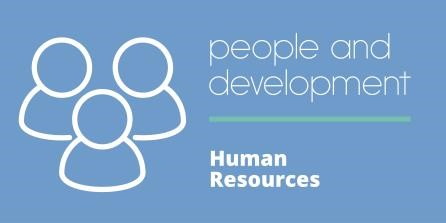 people and
development
Human
Resources